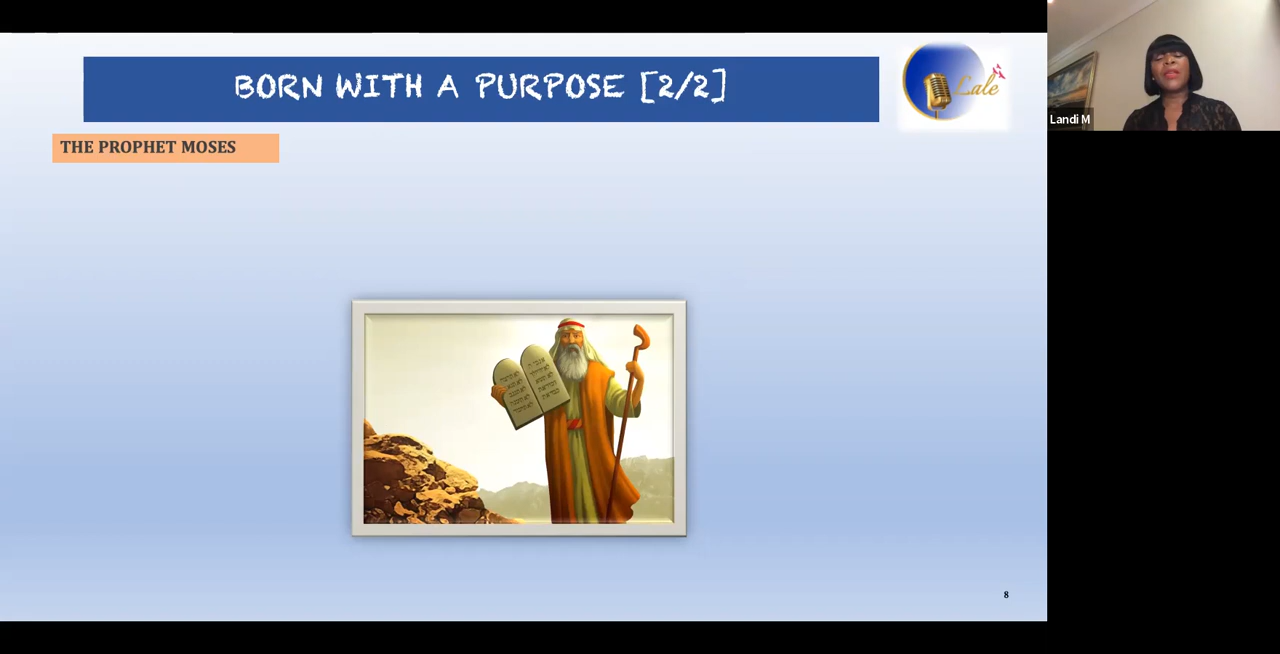 BORN WITH A PURPOSE [2/2]
Lale
THE PROPHET MOSES
Landi M
8